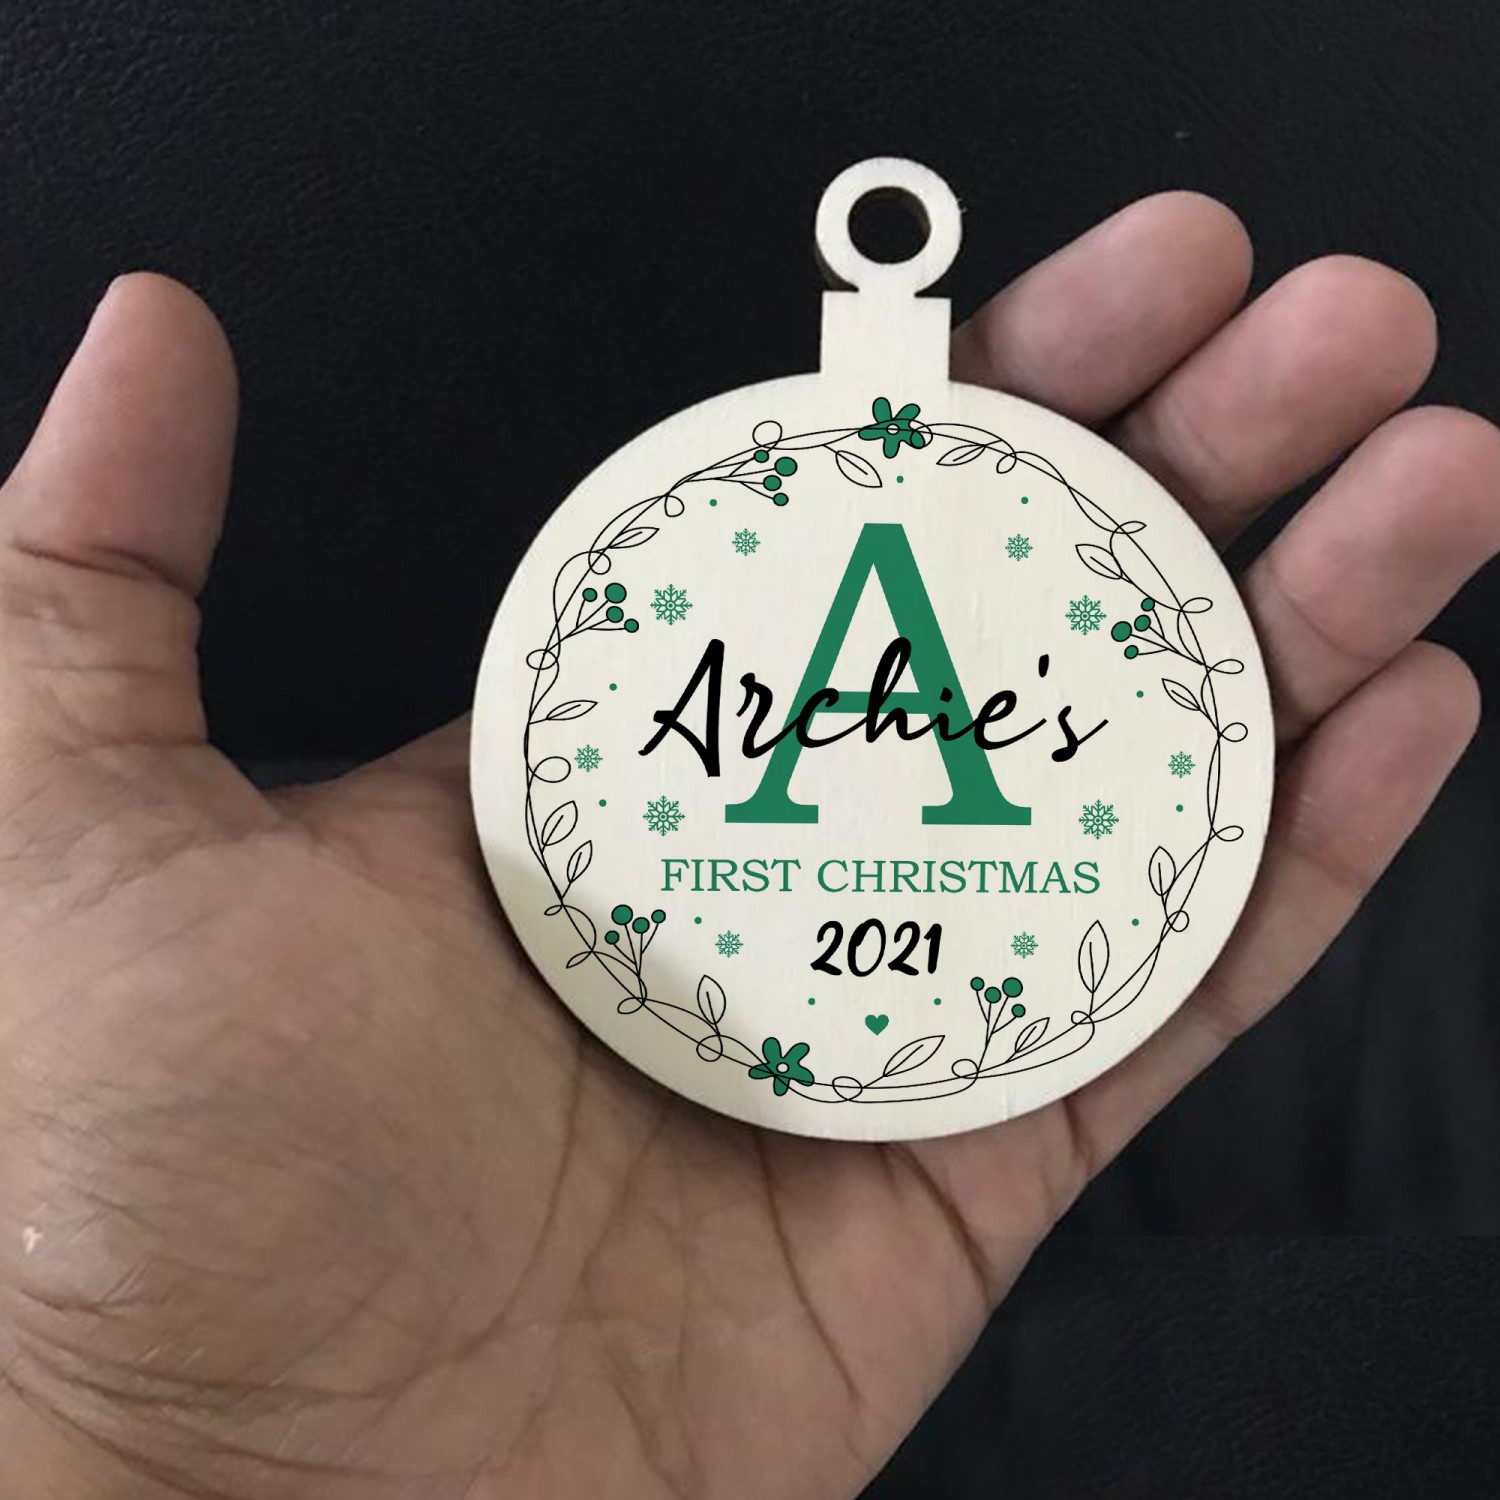 A
Archie's
FIRST CHRISTMAS
2021